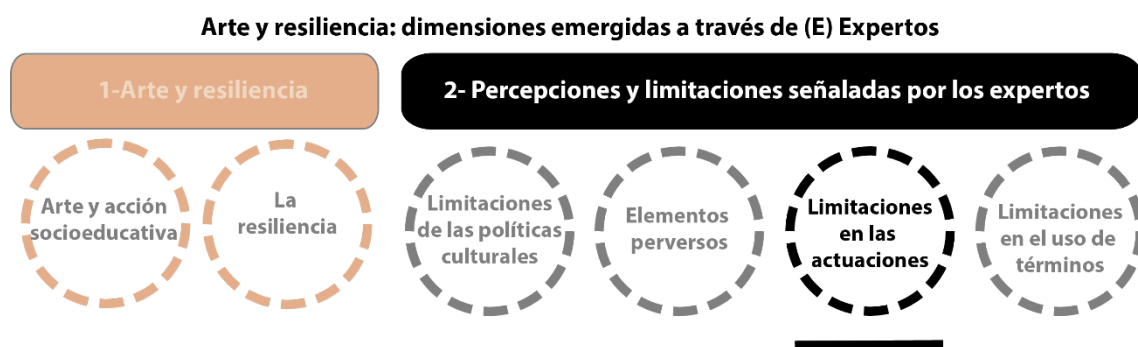 Arte y resiliencia: dimensiones emergidas a través de (E) Expertos
1-Arte y resiliencia
2- Percepciones y limitaciones señaladas por los expertos
Arte y acción
socioeducativa
La
resiliencia
Limitaciones
de las políticas
culturales
Elementos
perversos
Limitaciones
en las
actuaciones
Limitaciones
en el uso de
términos